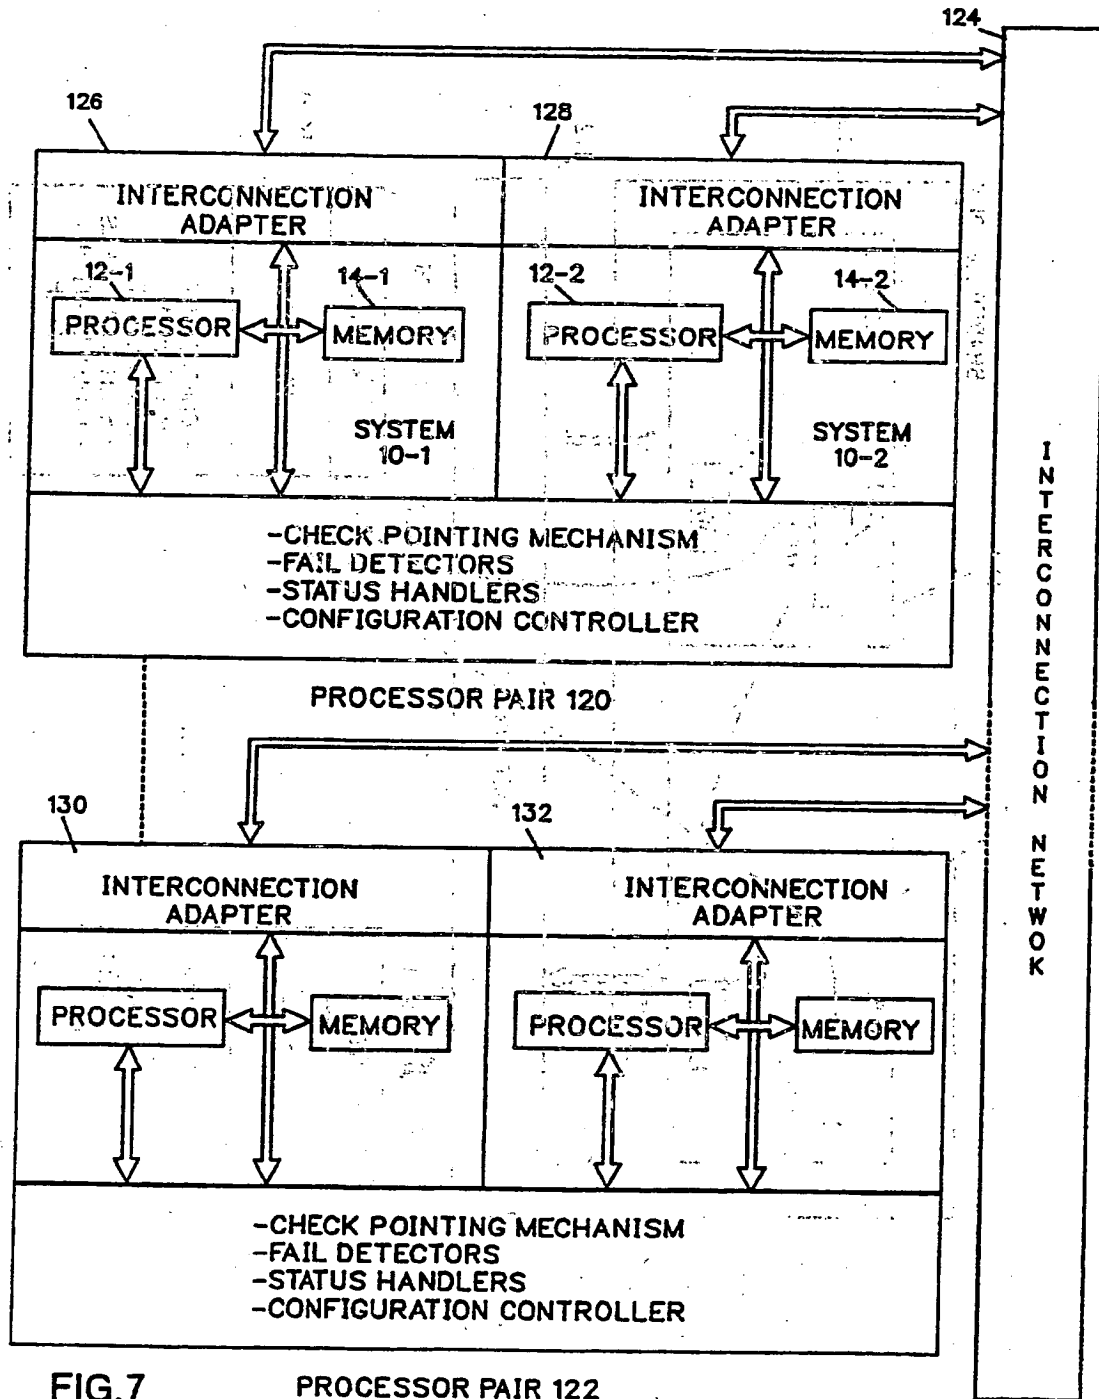 124
126
128
INTERCONNECTION
ADAPTER
INTERCONNECTION
ADAPTER
12-1
14-1
PROCESSOR
MEMORY
SYSTEM
10-1
12-2
14-2
PROCESSOR
MEMORY
SYSTEM
10-2
-CHECK POINTING MECHANISM
-FAIL DETECTORS
-STATUS HANDLERS
-CONFIGURATION CONTROLLER
PROCESSOR PAIR 120
INTERCONNECTION NETWOK
130
132
INTERCONNECTION
ADAPTER
INTERCONNECTION
ADAPTER
PROCESSOR
MEMORY
PROCESSOR
MEMORY
-CHECK POINTING MECHANISM
-FAIL DETECTORS
-STATUS HANDLERS
-CONFIGURATION CONTROLLER
FIG.7
PROCESSOR PAIR 122